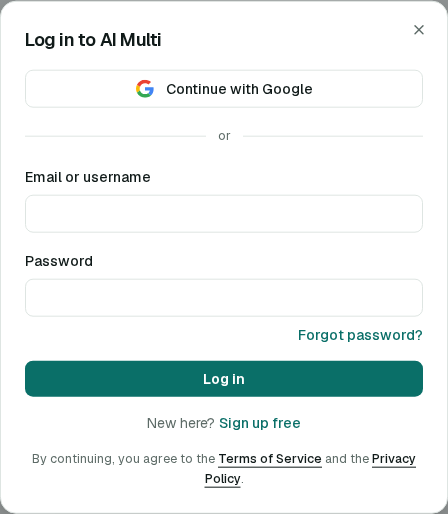 Log in to AI Multi
Continue with Google
or
Email or username
Password
Forgot password?
Log in
New here? Sign up free
By continuing, you agree to the Terms of Service and the Privacy
Policy.